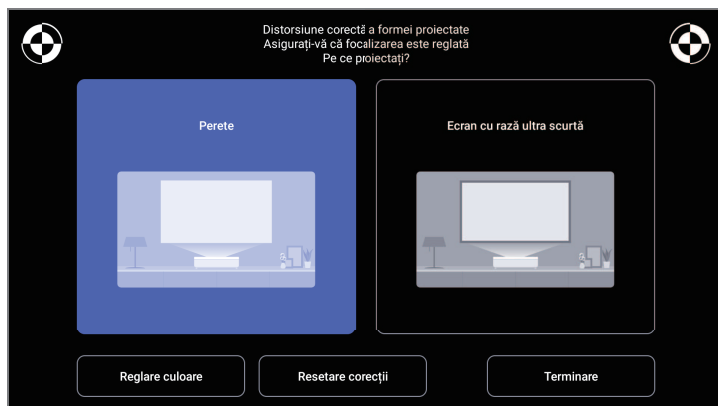 Distorsiune corectă a formei proiectate
Asigurați-vă că focalizarea este reglată
Pe ce proiectați?
Perete
Ecran cu rază ultra scurtă
Reglare culoare
Resetare corecții
Terminare